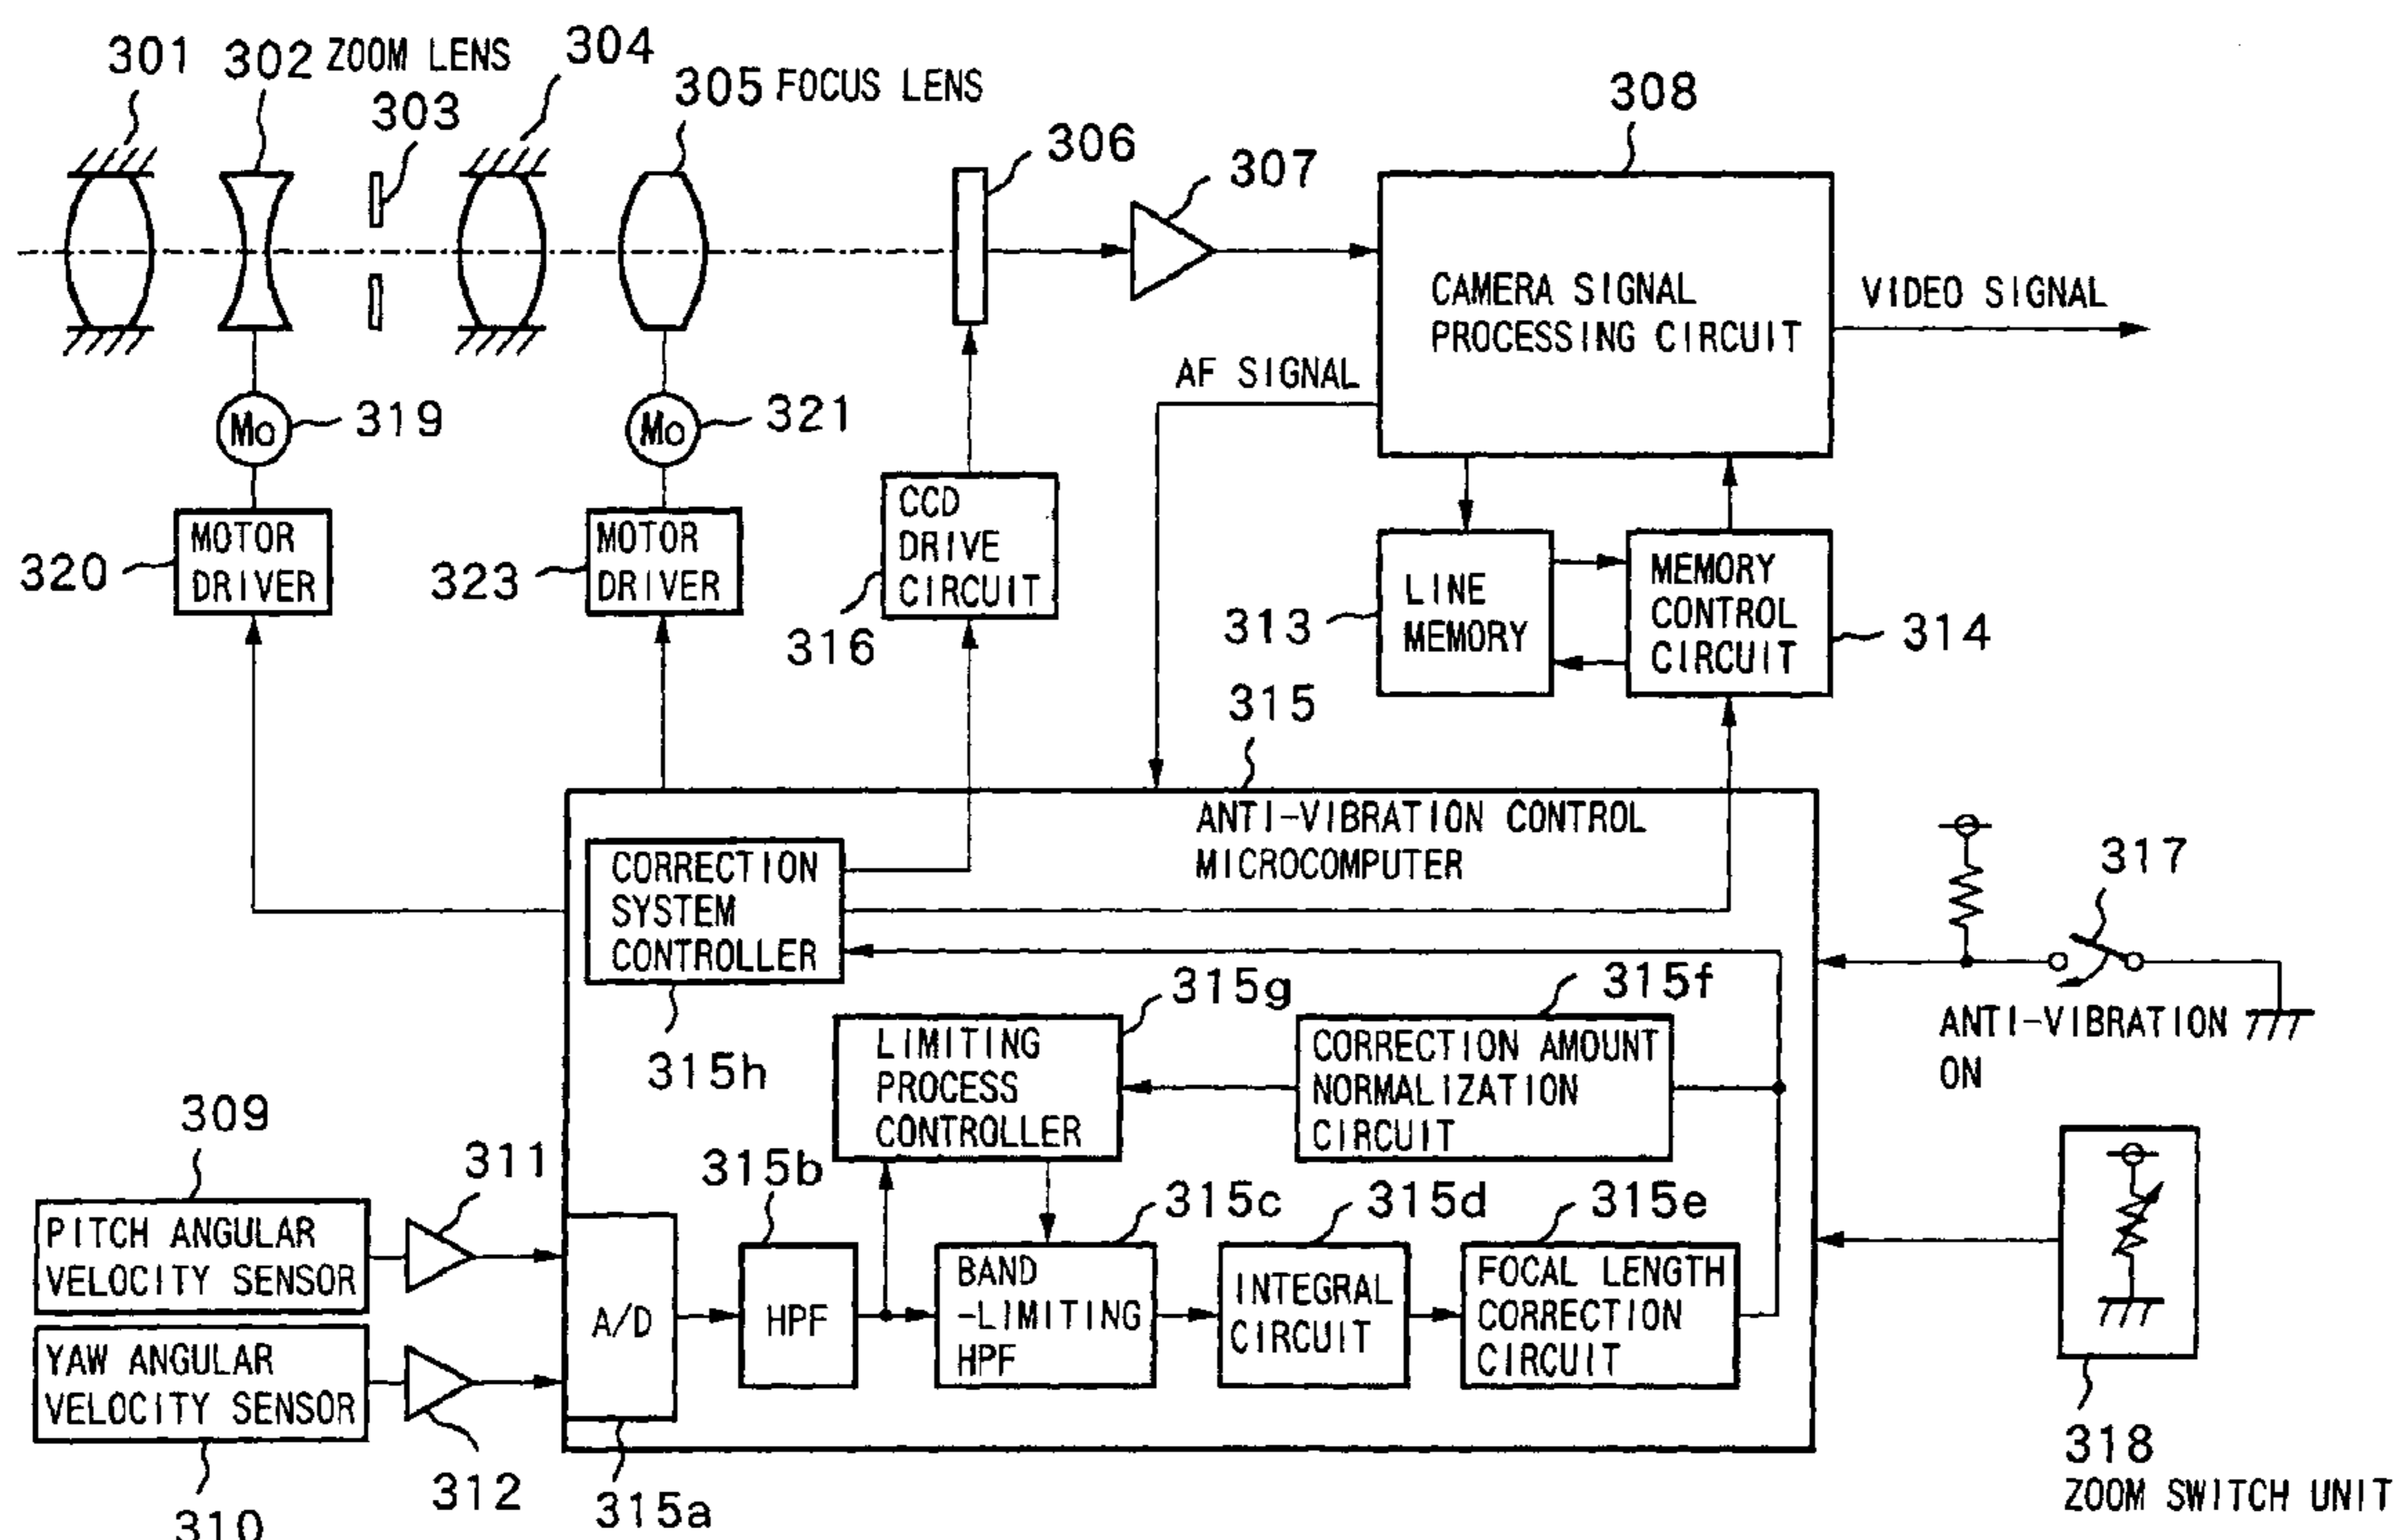 301
302 ZOOM LENS
303
304
305 FOCUS LENS
306
307
308
CAMERA SIGNAL
PROCESSING CIRCUIT
VIDEO SIGNAL
AF SIGNAL
Mo
319
Mo
321
MOTOR
DRIVER
320
MOTOR
DRIVER
323
CCD
DRIVE
CIRCUIT
316
LINE
MEMORY
313
MEMORY
CONTROL
CIRCUIT
314
315
ANTI-VIBRATION CONTROL
MICROCOMPUTER
CORRECTION
SYSTEM
CONTROLLER
315h
317
ANTI-VIBRATION
ON
315g
LIMITING
PROCESS
CONTROLLER
315f
CORRECTION AMOUNT
NORMALIZATION
CIRCUIT
309
PITCH ANGULAR
VELOCITY SENSOR
311
YAW ANGULAR
VELOCITY SENSOR
310
312
A/D
315a
315b
HPF
315c
BAND
-LIMITING
HPF
315d
INTEGRAL
CIRCUIT
315e
FOCAL LENGTH
CORRECTION
CIRCUIT
318
ZOOM SWITCH UNIT